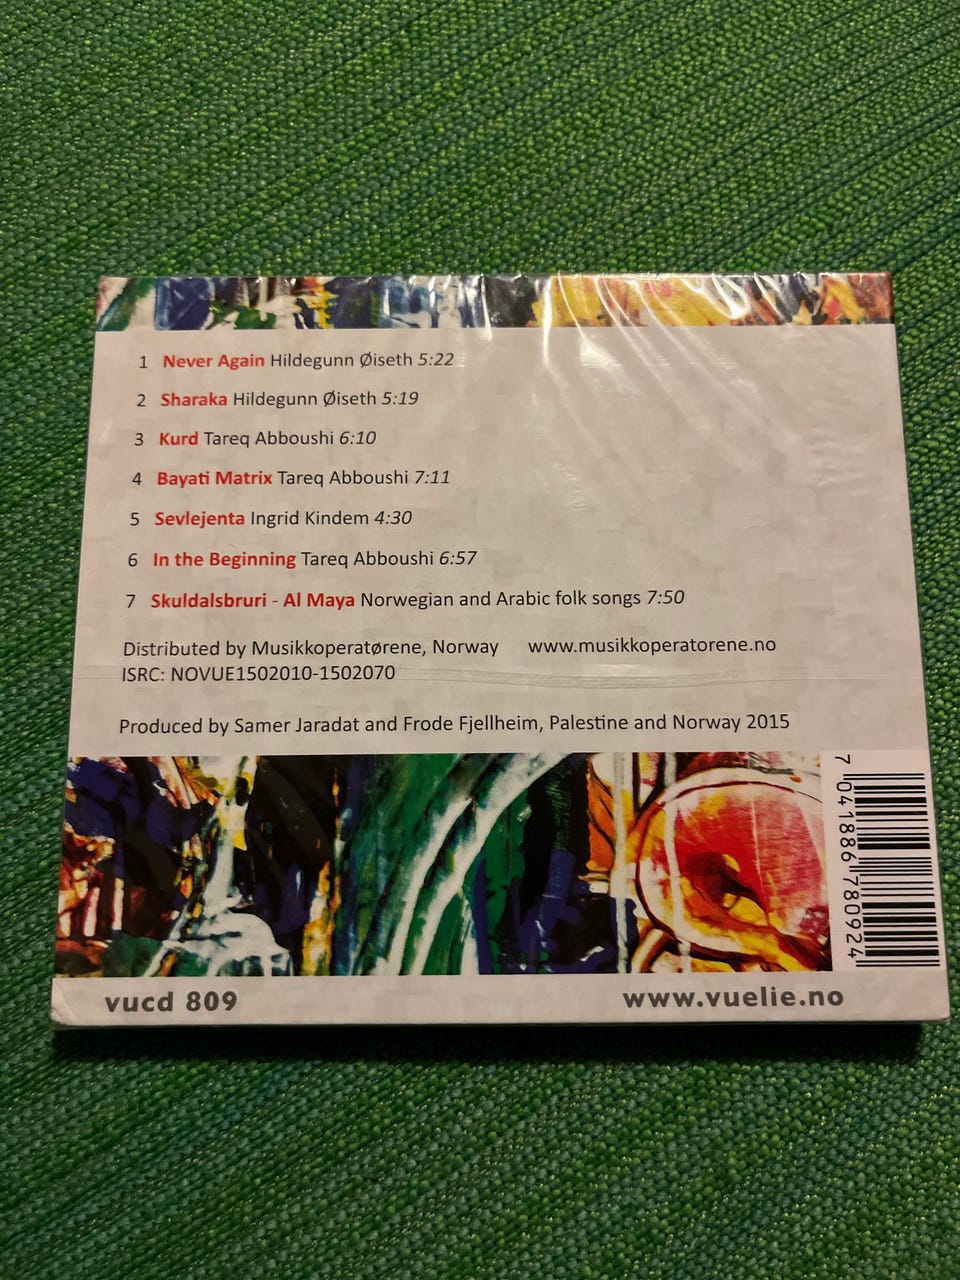 1 Never Again Hildegunn Øiseth 5:22
2 Sharaka Hildegunn Øiseth 5:19
3 Kurd Tareq Abboushi 6:10
4 Bayati Matrix Tareq Abboushi 7:11
5 Sevlejenta Ingrid Kindem 4:30
6 In the Beginning Tareq Abboushi 6:57
7 Skuldalsbruri - Al Maya Norwegian and Arabic folk songs 7:50
Distributed by Musikkoperatørene, Norway www.musikkoperatorene.no
ISRC: NOVUE1502010-1502070
Produced by Samer Jaradat and Frode Fjellheim, Palestine and Norway 2015
7 041886 780924
vucd 809 www.vuelie.no